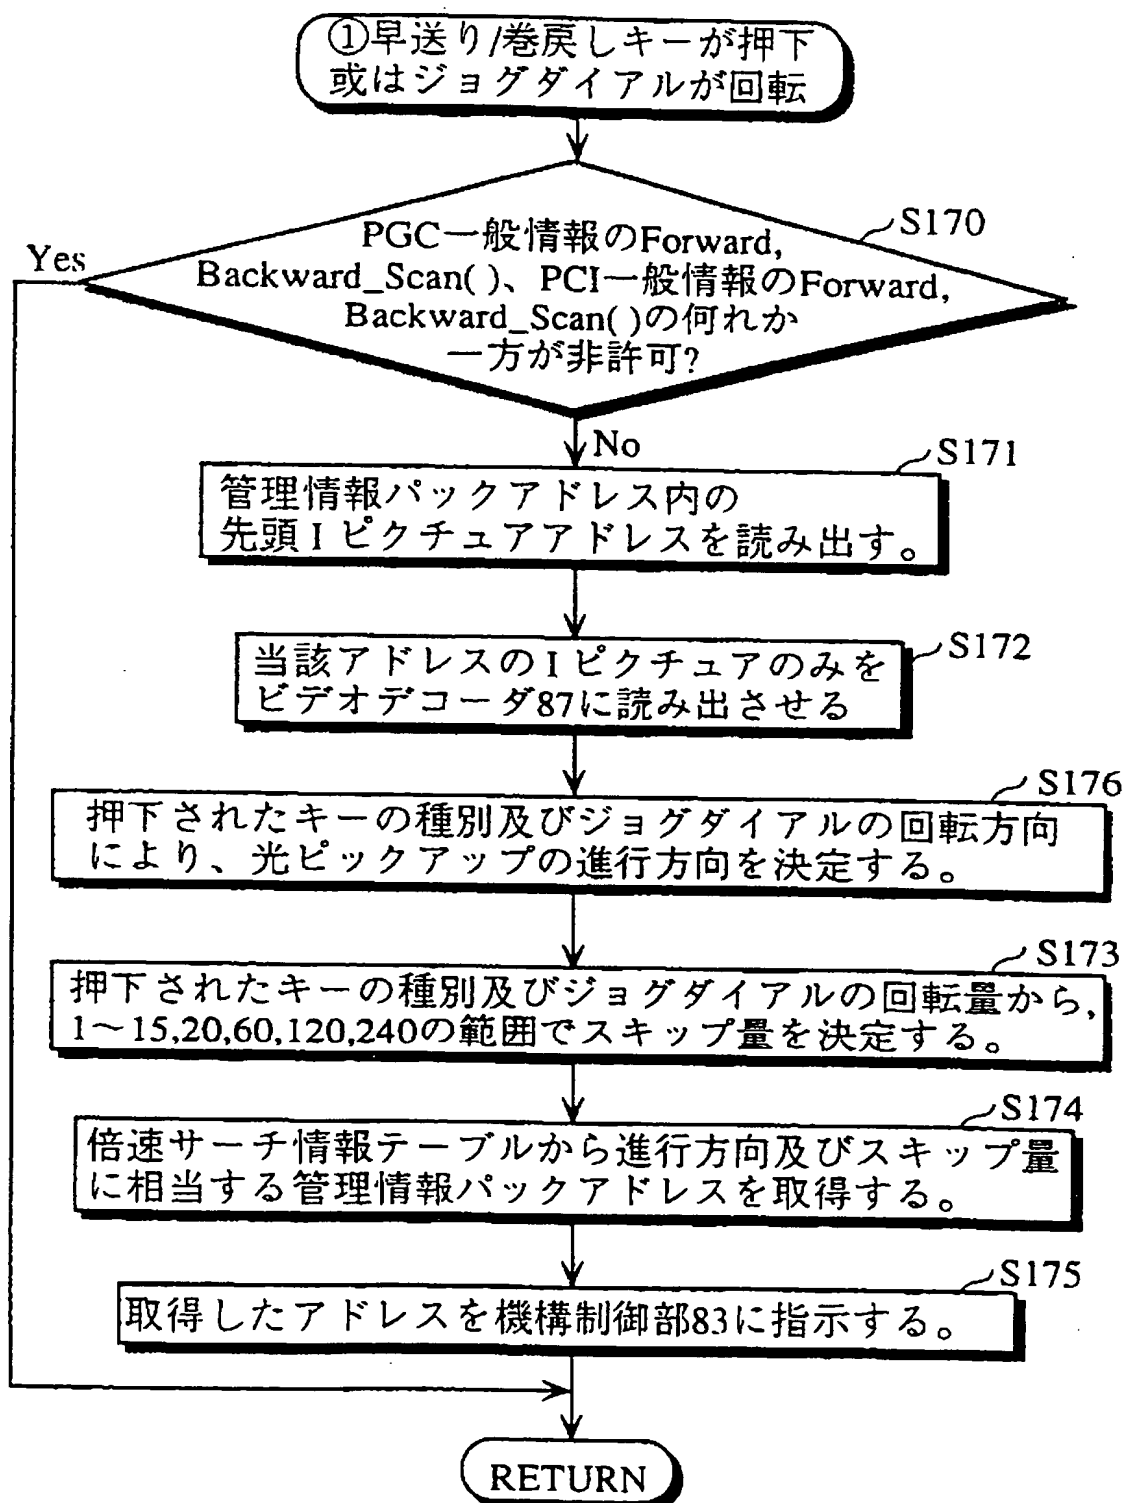 ①早送り/巻戻しキーが押下
或はジョグダイアルが回転
S170
PGC一般情報のForward,
Backward_Scan( )、PCI一般情報のForward,
Backward_Scan( )の何れか
一方が非許可?
Yes
No
S171
管理情報パックアドレス内の
先頭Iピクチュアアドレスを読み出す。
S172
当該アドレスのIピクチュアのみを
ビデオデコーダ87に読み出させる
S176
押下されたキーの種別及びジョグダイアルの回転方向
により、光ピックアップの進行方向を決定する。
S173
押下されたキーの種別及びジョグダイアルの回転量から,
1〜15,20,60,120,240の範囲でスキップ量を決定する。
S174
倍速サーチ情報テーブルから進行方向及びスキップ量
に相当する管理情報パックアドレスを取得する。
S175
取得したアドレスを機構制御部83に指示する。
RETURN